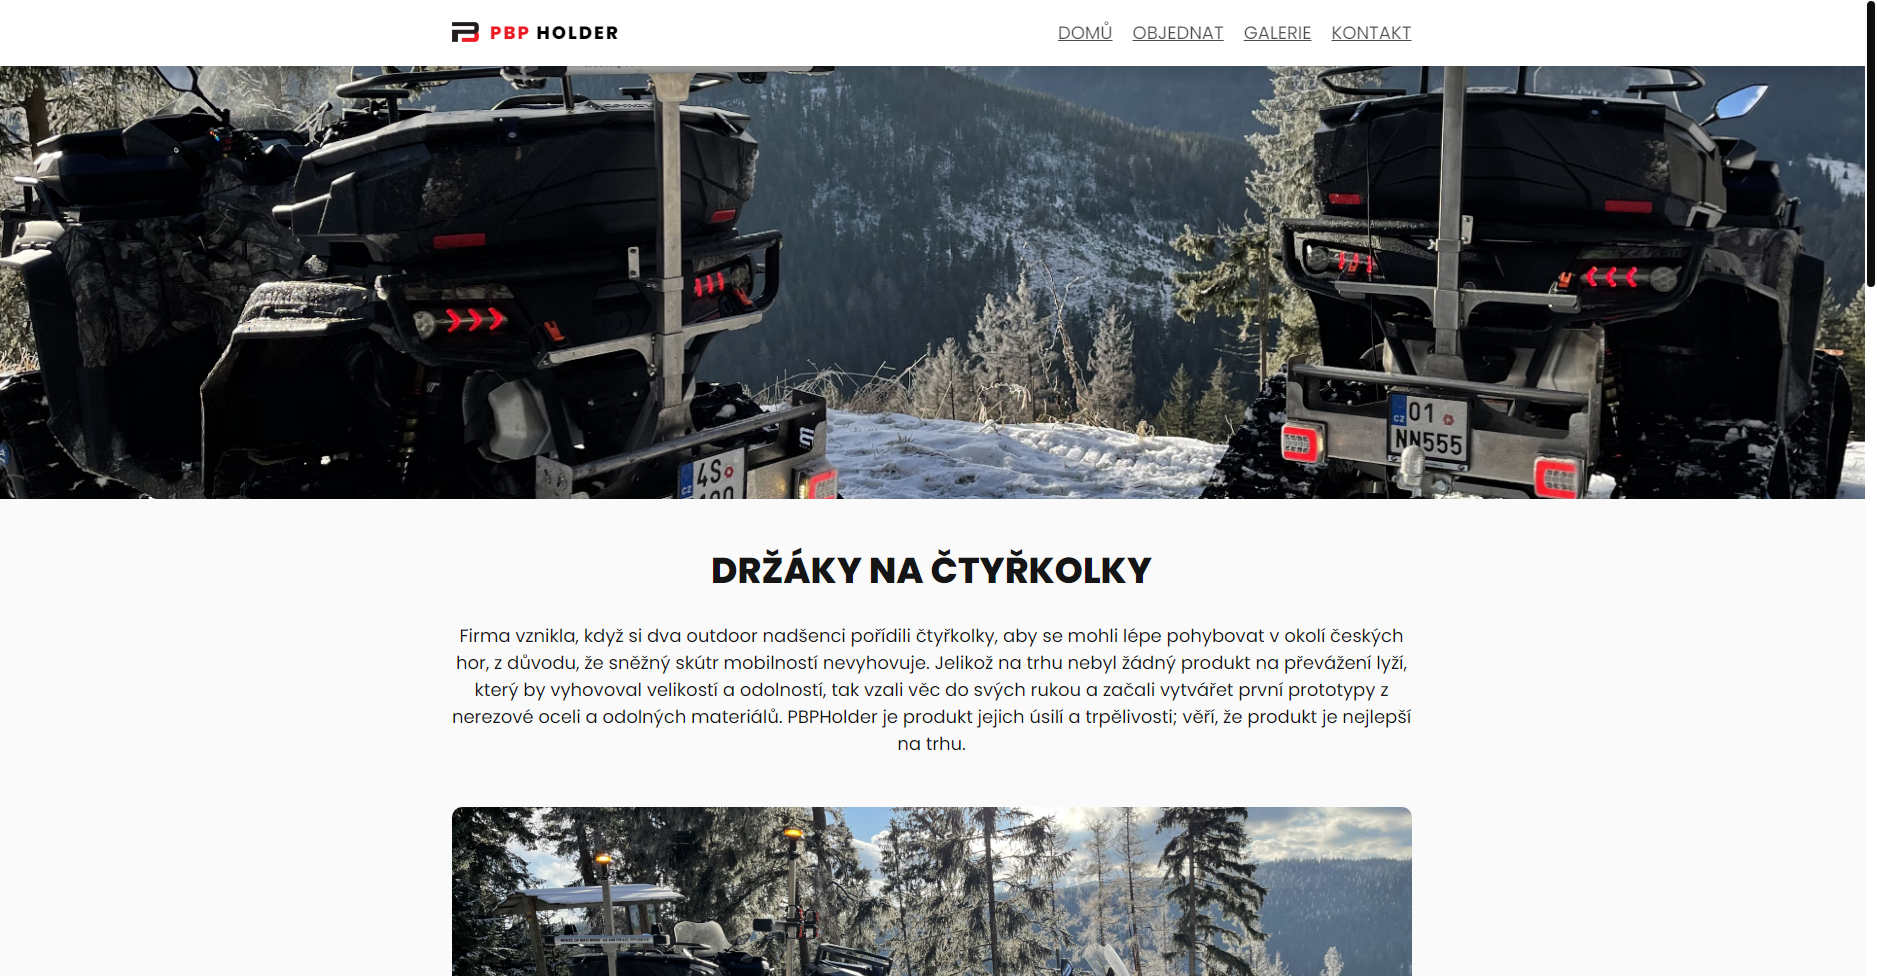 PBP HOLDER
DOMŮ OBJEDNAT GALERIE KONTAKT
01
NN555
4S
DRŽÁKY NA ČTYŘKOLKY
Firma vznikla, když si dva outdoor nadšenci pořídili čtyřkolky, aby se mohli lépe pohybovat v okolí českých
hor, z důvodu, že sněžný skútr mobilností nevyhovuje. Jelikož na trhu nebyl žádný produkt na převážení lyží,
který by vyhovoval velikostí a odolností, tak vzali věc do svých rukou a začali vytvářet první prototypy z
nerezové oceli a odolných materiálů. PBPHolder je produkt jejich úsilí a trpělivosti; věří, že produkt je nejlepší
na trhu.